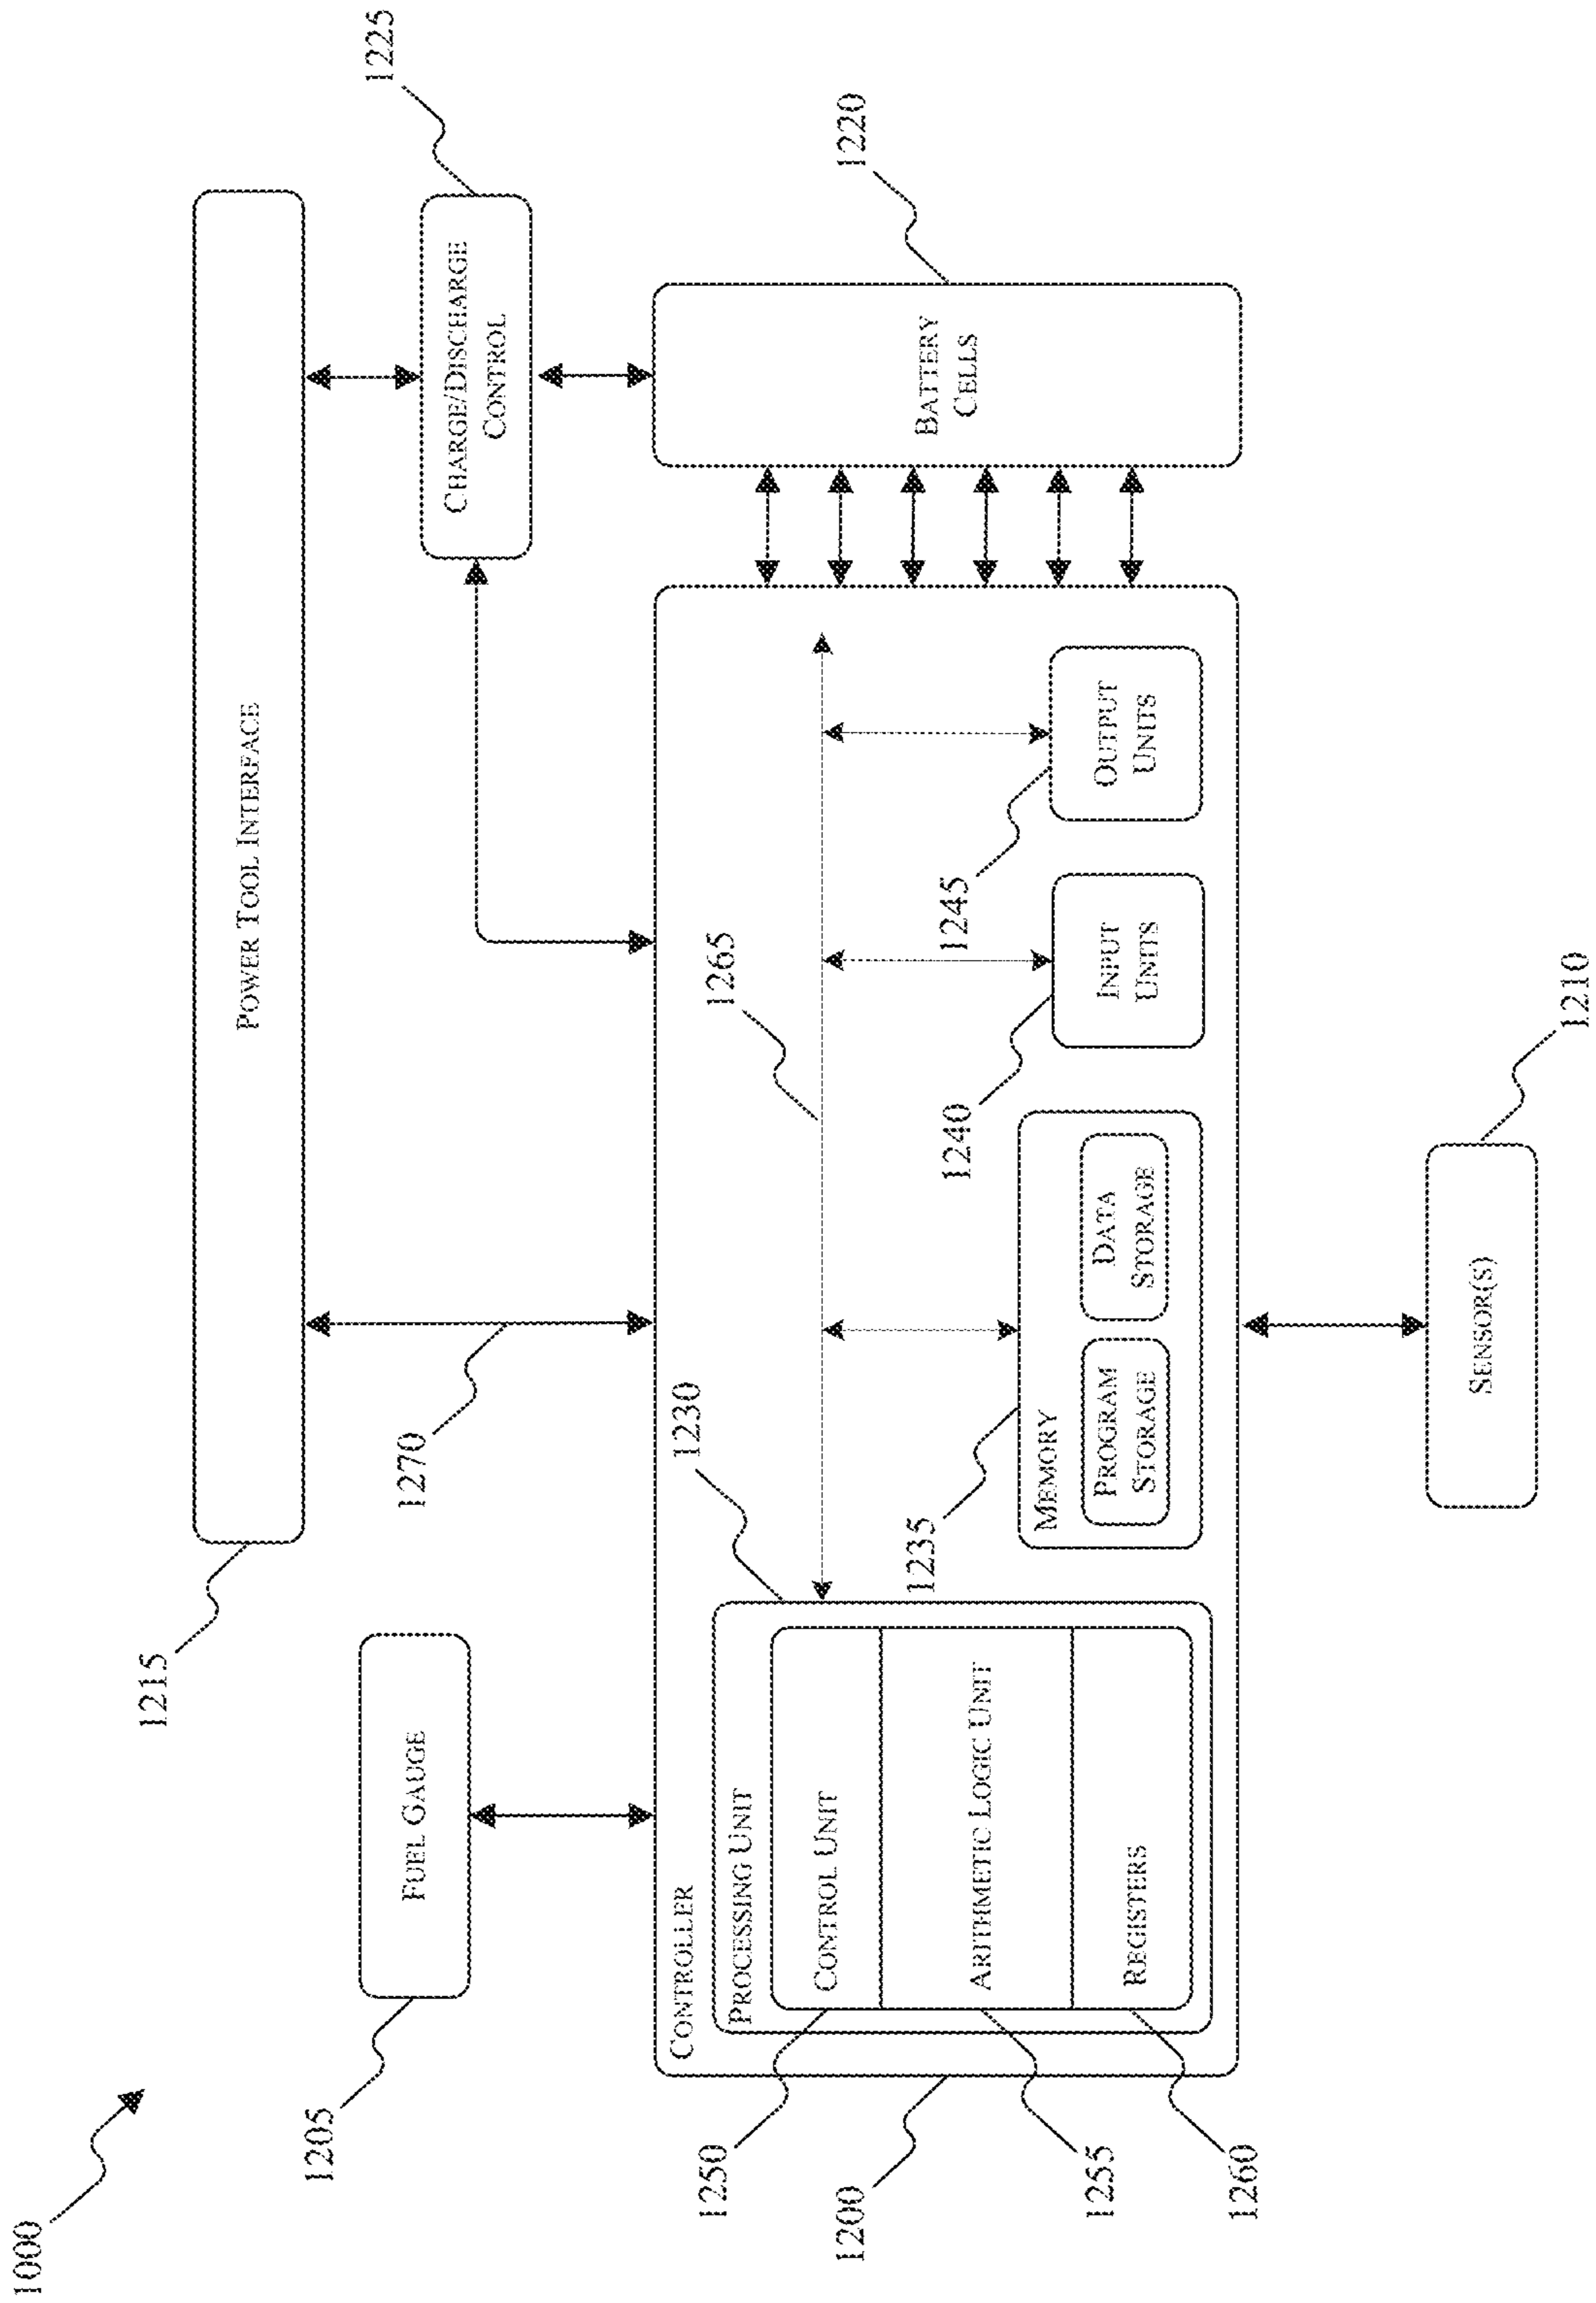 1000
1215
POWER TOOL INTERFACE
1225
CHARGE/DISCHARGE
CONTROL
1205
FUEL GAUGE
1270
1220
BATTERY
CELLS
1200
CONTROLLER
1230
PROCESSING UNIT
1250
CONTROL UNIT
1255
ARITHMETIC LOGIC UNIT
1260
REGISTERS
1265
1235
MEMORY
PROGRAM
STORAGE
DATA
STORAGE
1240
INPUT
UNITS
1245
OUTPUT
UNITS
1210
SENSOR(S)